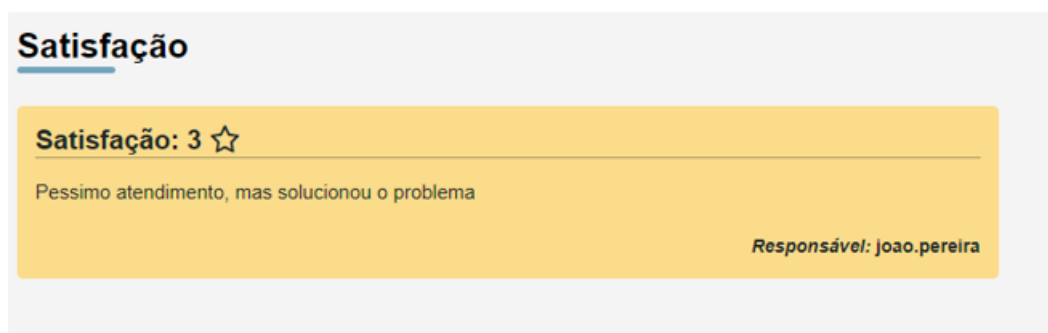 Satisfação
Satisfação: 3
Pessimo atendimento, mas solucionou o problema
Responsável: joao.pereira